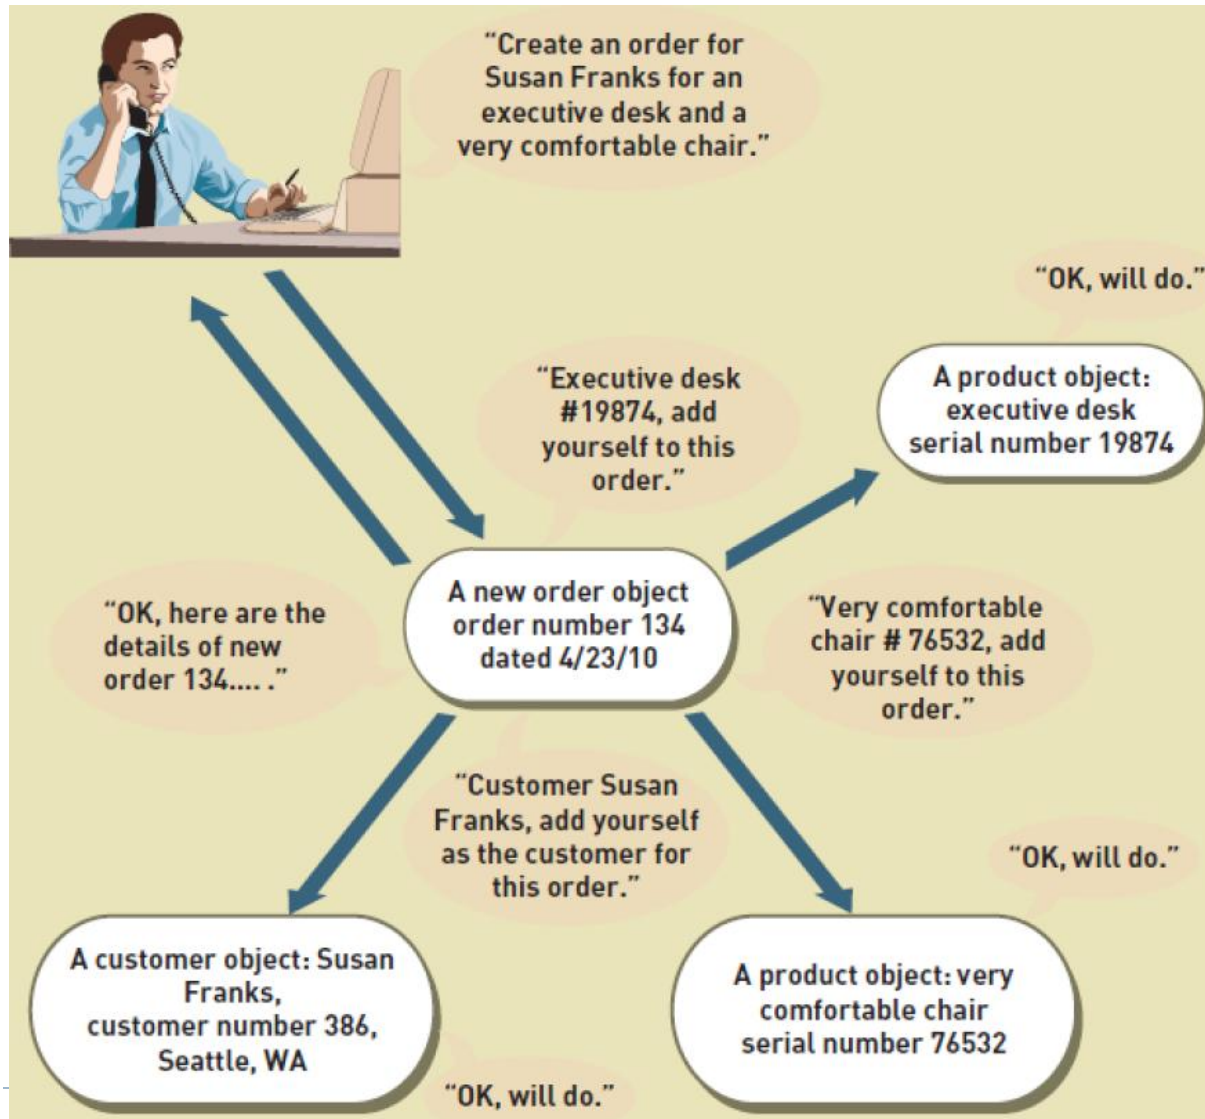 “Create an order for
Susan Franks for an
executive desk and a
very comfortable chair.”
“OK, will do.”
A product object:
executive desk
serial number 19874
“Executive desk
#19874, add
yourself to this
order.”
A new order object
order number 134
dated 4/23/10
“OK, here are the
details of new
order 134.... .”
“Very comfortable
chair # 76532, add
yourself to this
order.”
“Customer Susan
Franks, add yourself
as the customer for
this order.”
“OK, will do.”
A customer object: Susan
Franks,
customer number 386,
Seattle, WA
A product object: very
comfortable chair
serial number 76532
“OK, will do.”